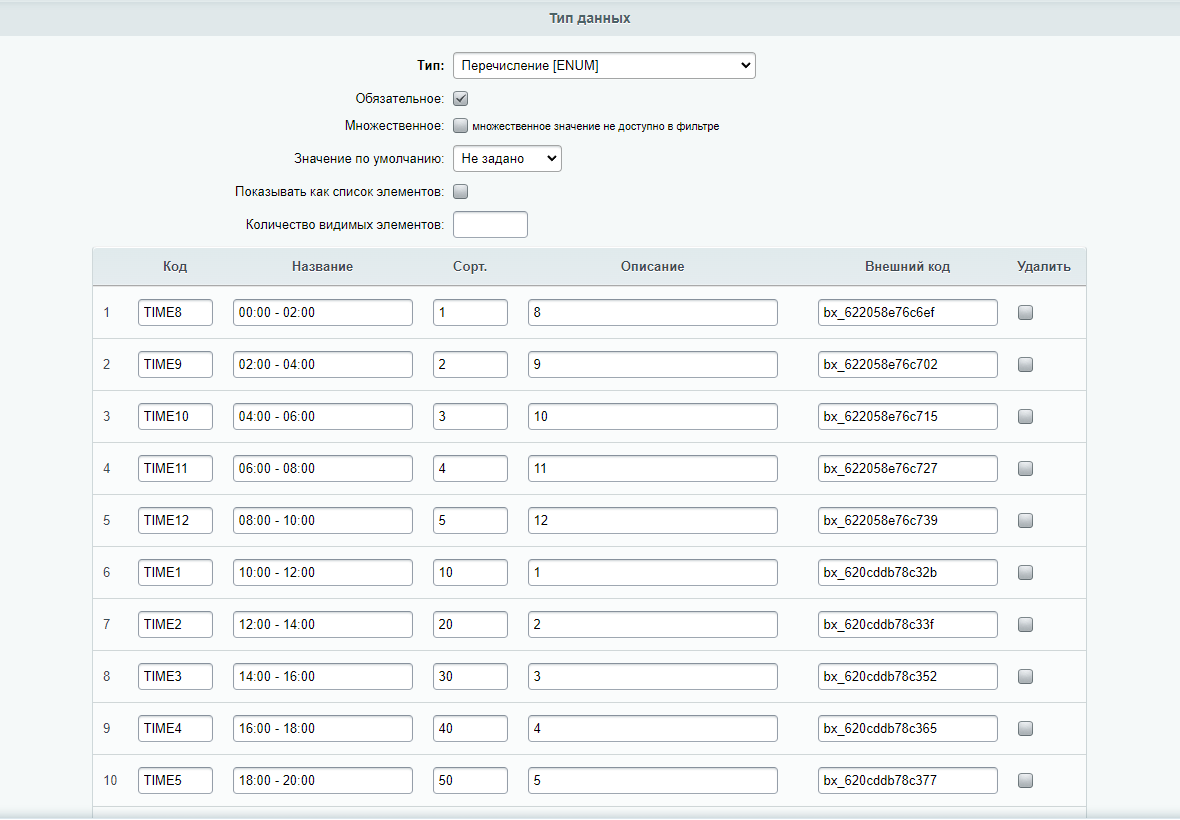 Тип данных
Тип: Перечисление [ENUM]
Обязательное:
Множественное: множественное значение не доступно в фильтре
Значение по умолчанию: Не задано
Показывать как список элементов:
Количество видимых элементов:
Код Название Сорт. Описание Внешний код Удалить
1 TIME8 00:00 - 02:00 1 8 bx_622058e76c6ef
2 TIME9 02:00 - 04:00 2 9 bx_622058e76c702
3 TIME10 04:00 - 06:00 3 10 bx_622058e76c715
4 TIME11 06:00 - 08:00 4 11 bx_622058e76c727
5 TIME12 08:00 - 10:00 5 12 bx_622058e76c739
6 TIME1 10:00 - 12:00 10 1 bx_620cddb78c32b
7 TIME2 12:00 - 14:00 20 2 bx_620cddb78c33f
8 TIME3 14:00 - 16:00 30 3 bx_620cddb78c352
9 TIME4 16:00 - 18:00 40 4 bx_620cddb78c365
10 TIME5 18:00 - 20:00 50 5 bx_620cddb78c377